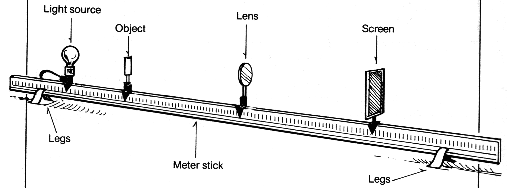 Light source
Object
Lens
Screen
Legs
Meter stick
Legs